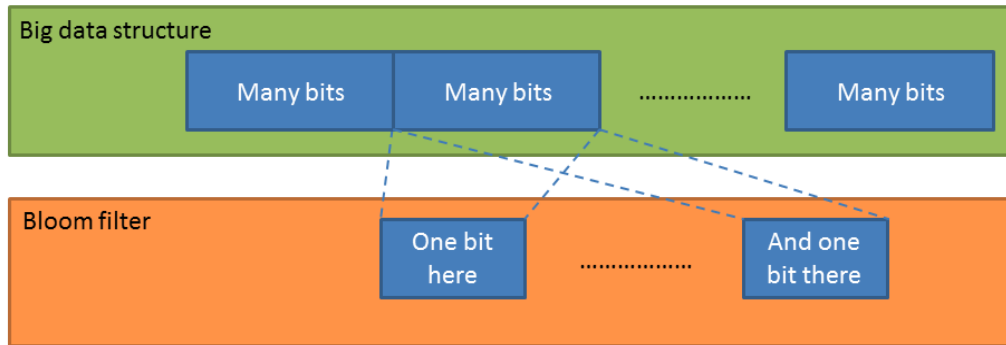 Big data structure
Many bits
Many bits
………………
Many bits
Bloom filter
One bit
here
………………
And one
bit there